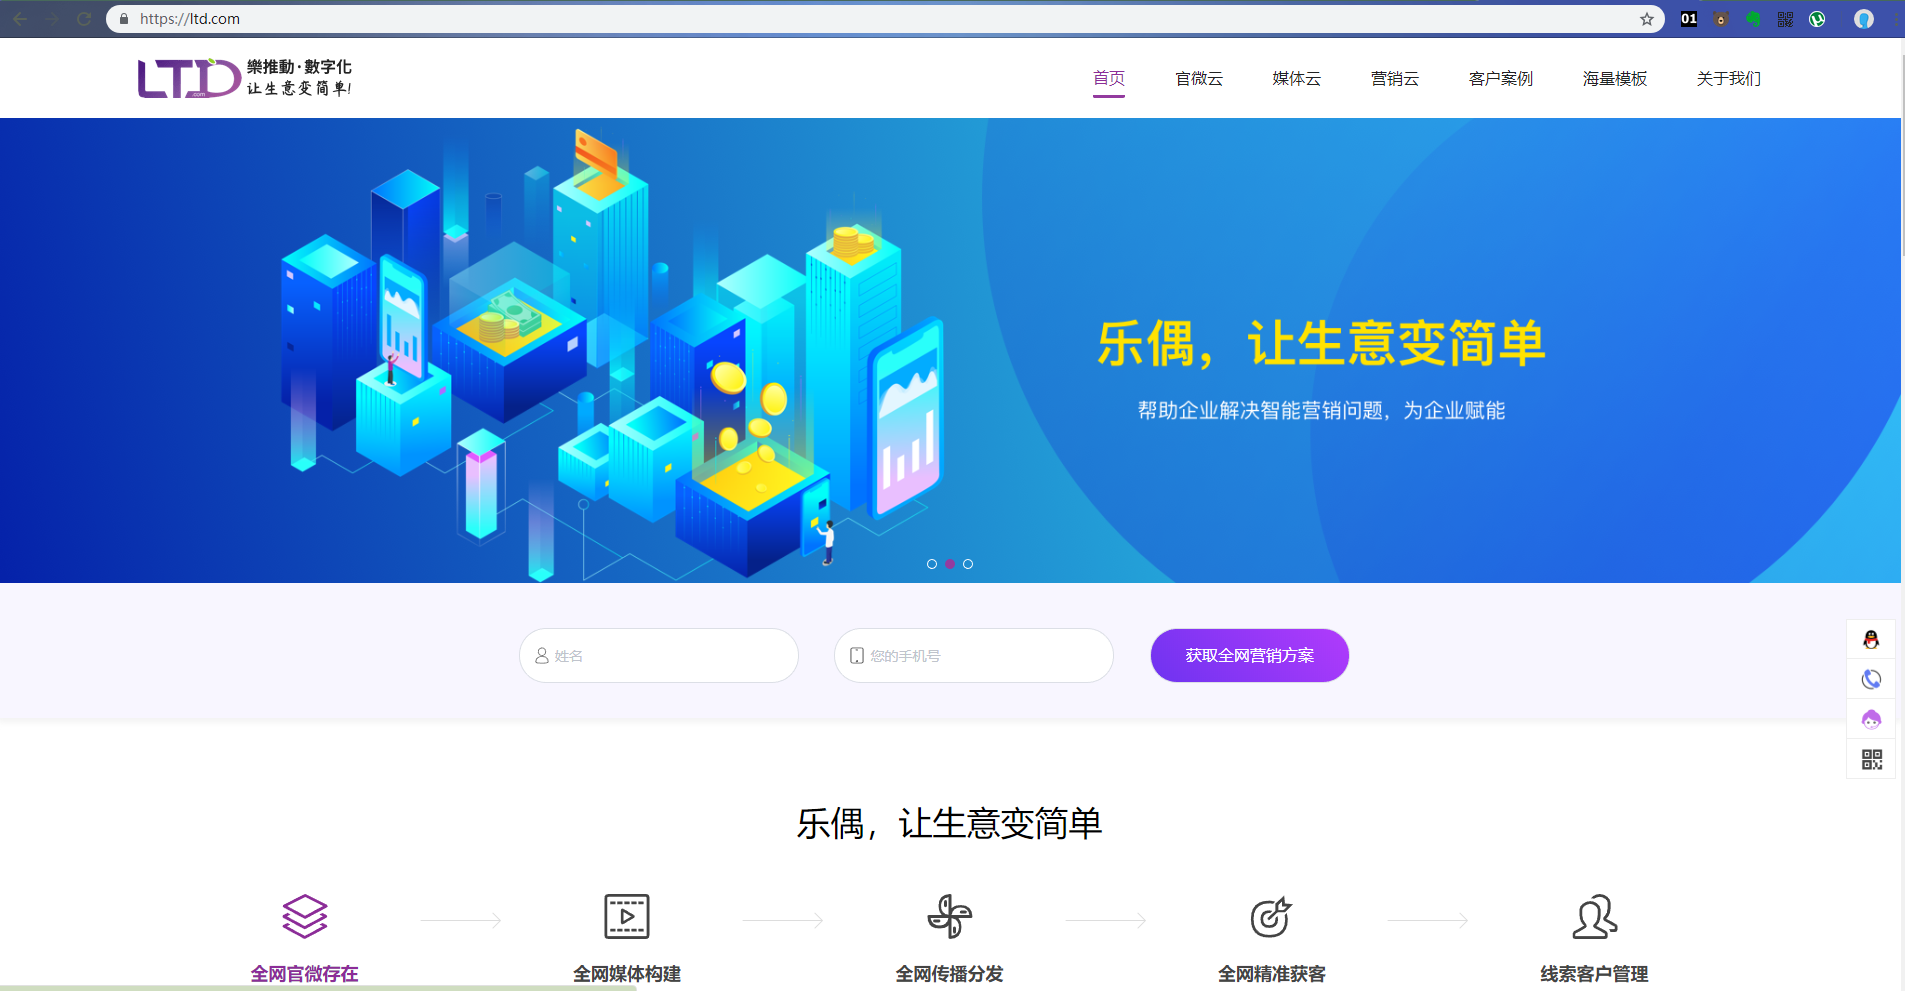 https://ltd.com
01
LTD
.com
樂推動·數字化
让生意变简单!
首页
官微云
媒体云
营销云
客户案例
海量模板
关于我们
乐偶，让生意变简单
帮助企业解决智能营销问题，为企业赋能
姓名
您的手机号
获取全网营销方案
乐偶，让生意变简单
全网官微存在
全网媒体构建
全网传播分发
全网精准获客
线索客户管理